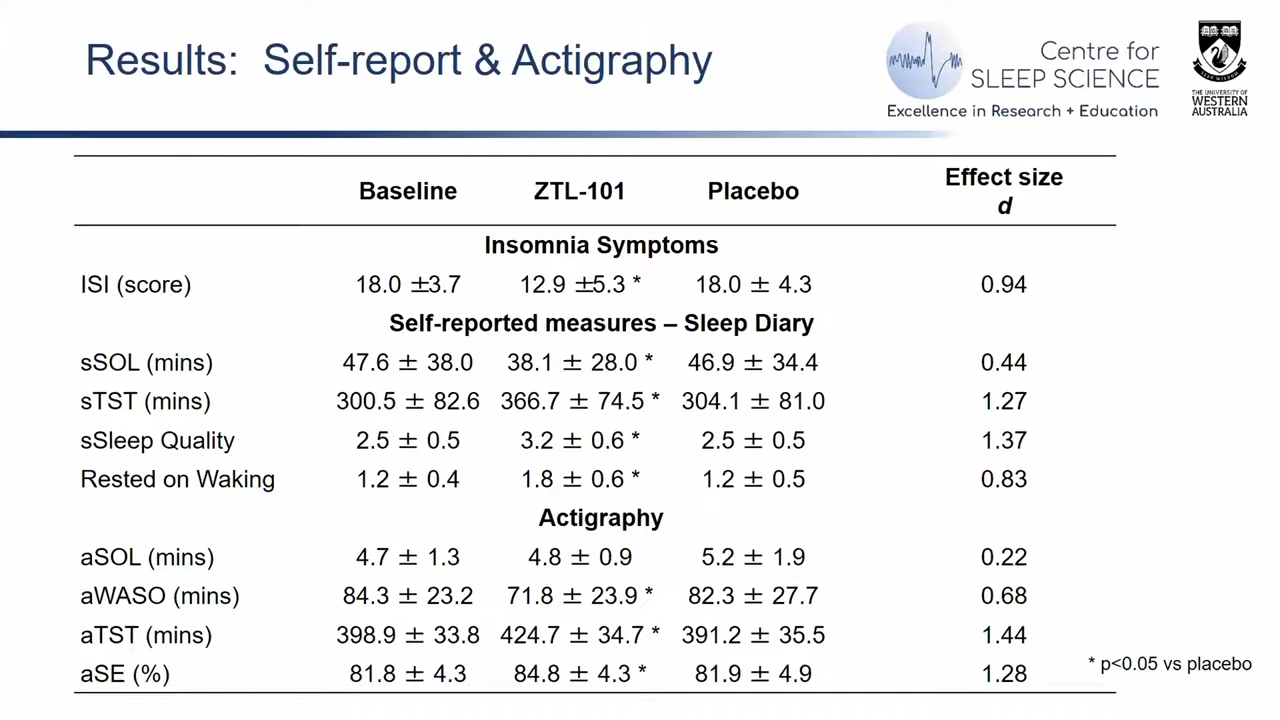 Results: Self-report & Actigraphy
Centre for
SLEEP SCIENCE
Excellence in Research + Education
SEEK WISDOM
THE UNIVERSITY OF
WESTERN
AUSTRALIA
Baseline ZTL-101 Placebo Effect size d
Insomnia Symptoms
ISI (score) 18.0 ±3.7 12.9 ±5.3 * 18.0 ± 4.3 0.94
Self-reported measures – Sleep Diary
sSOL (mins) 47.6 ± 38.0 38.1 ± 28.0 * 46.9 ± 34.4 0.44
sTST (mins) 300.5 ± 82.6 366.7 ± 74.5 * 304.1 ± 81.0 1.27
sSleep Quality 2.5 ± 0.5 3.2 ± 0.6 * 2.5 ± 0.5 1.37
Rested on Waking 1.2 ± 0.4 1.8 ± 0.6 * 1.2 ± 0.5 0.83
Actigraphy
aSOL (mins) 4.7 ± 1.3 4.8 ± 0.9 5.2 ± 1.9 0.22
aWASO (mins) 84.3 ± 23.2 71.8 ± 23.9 * 82.3 ± 27.7 0.68
aTST (mins) 398.9 ± 33.8 424.7 ± 34.7 * 391.2 ± 35.5 1.44
aSE (%) 81.8 ± 4.3 84.8 ± 4.3 * 81.9 ± 4.9 1.28
* p<0.05 vs placebo